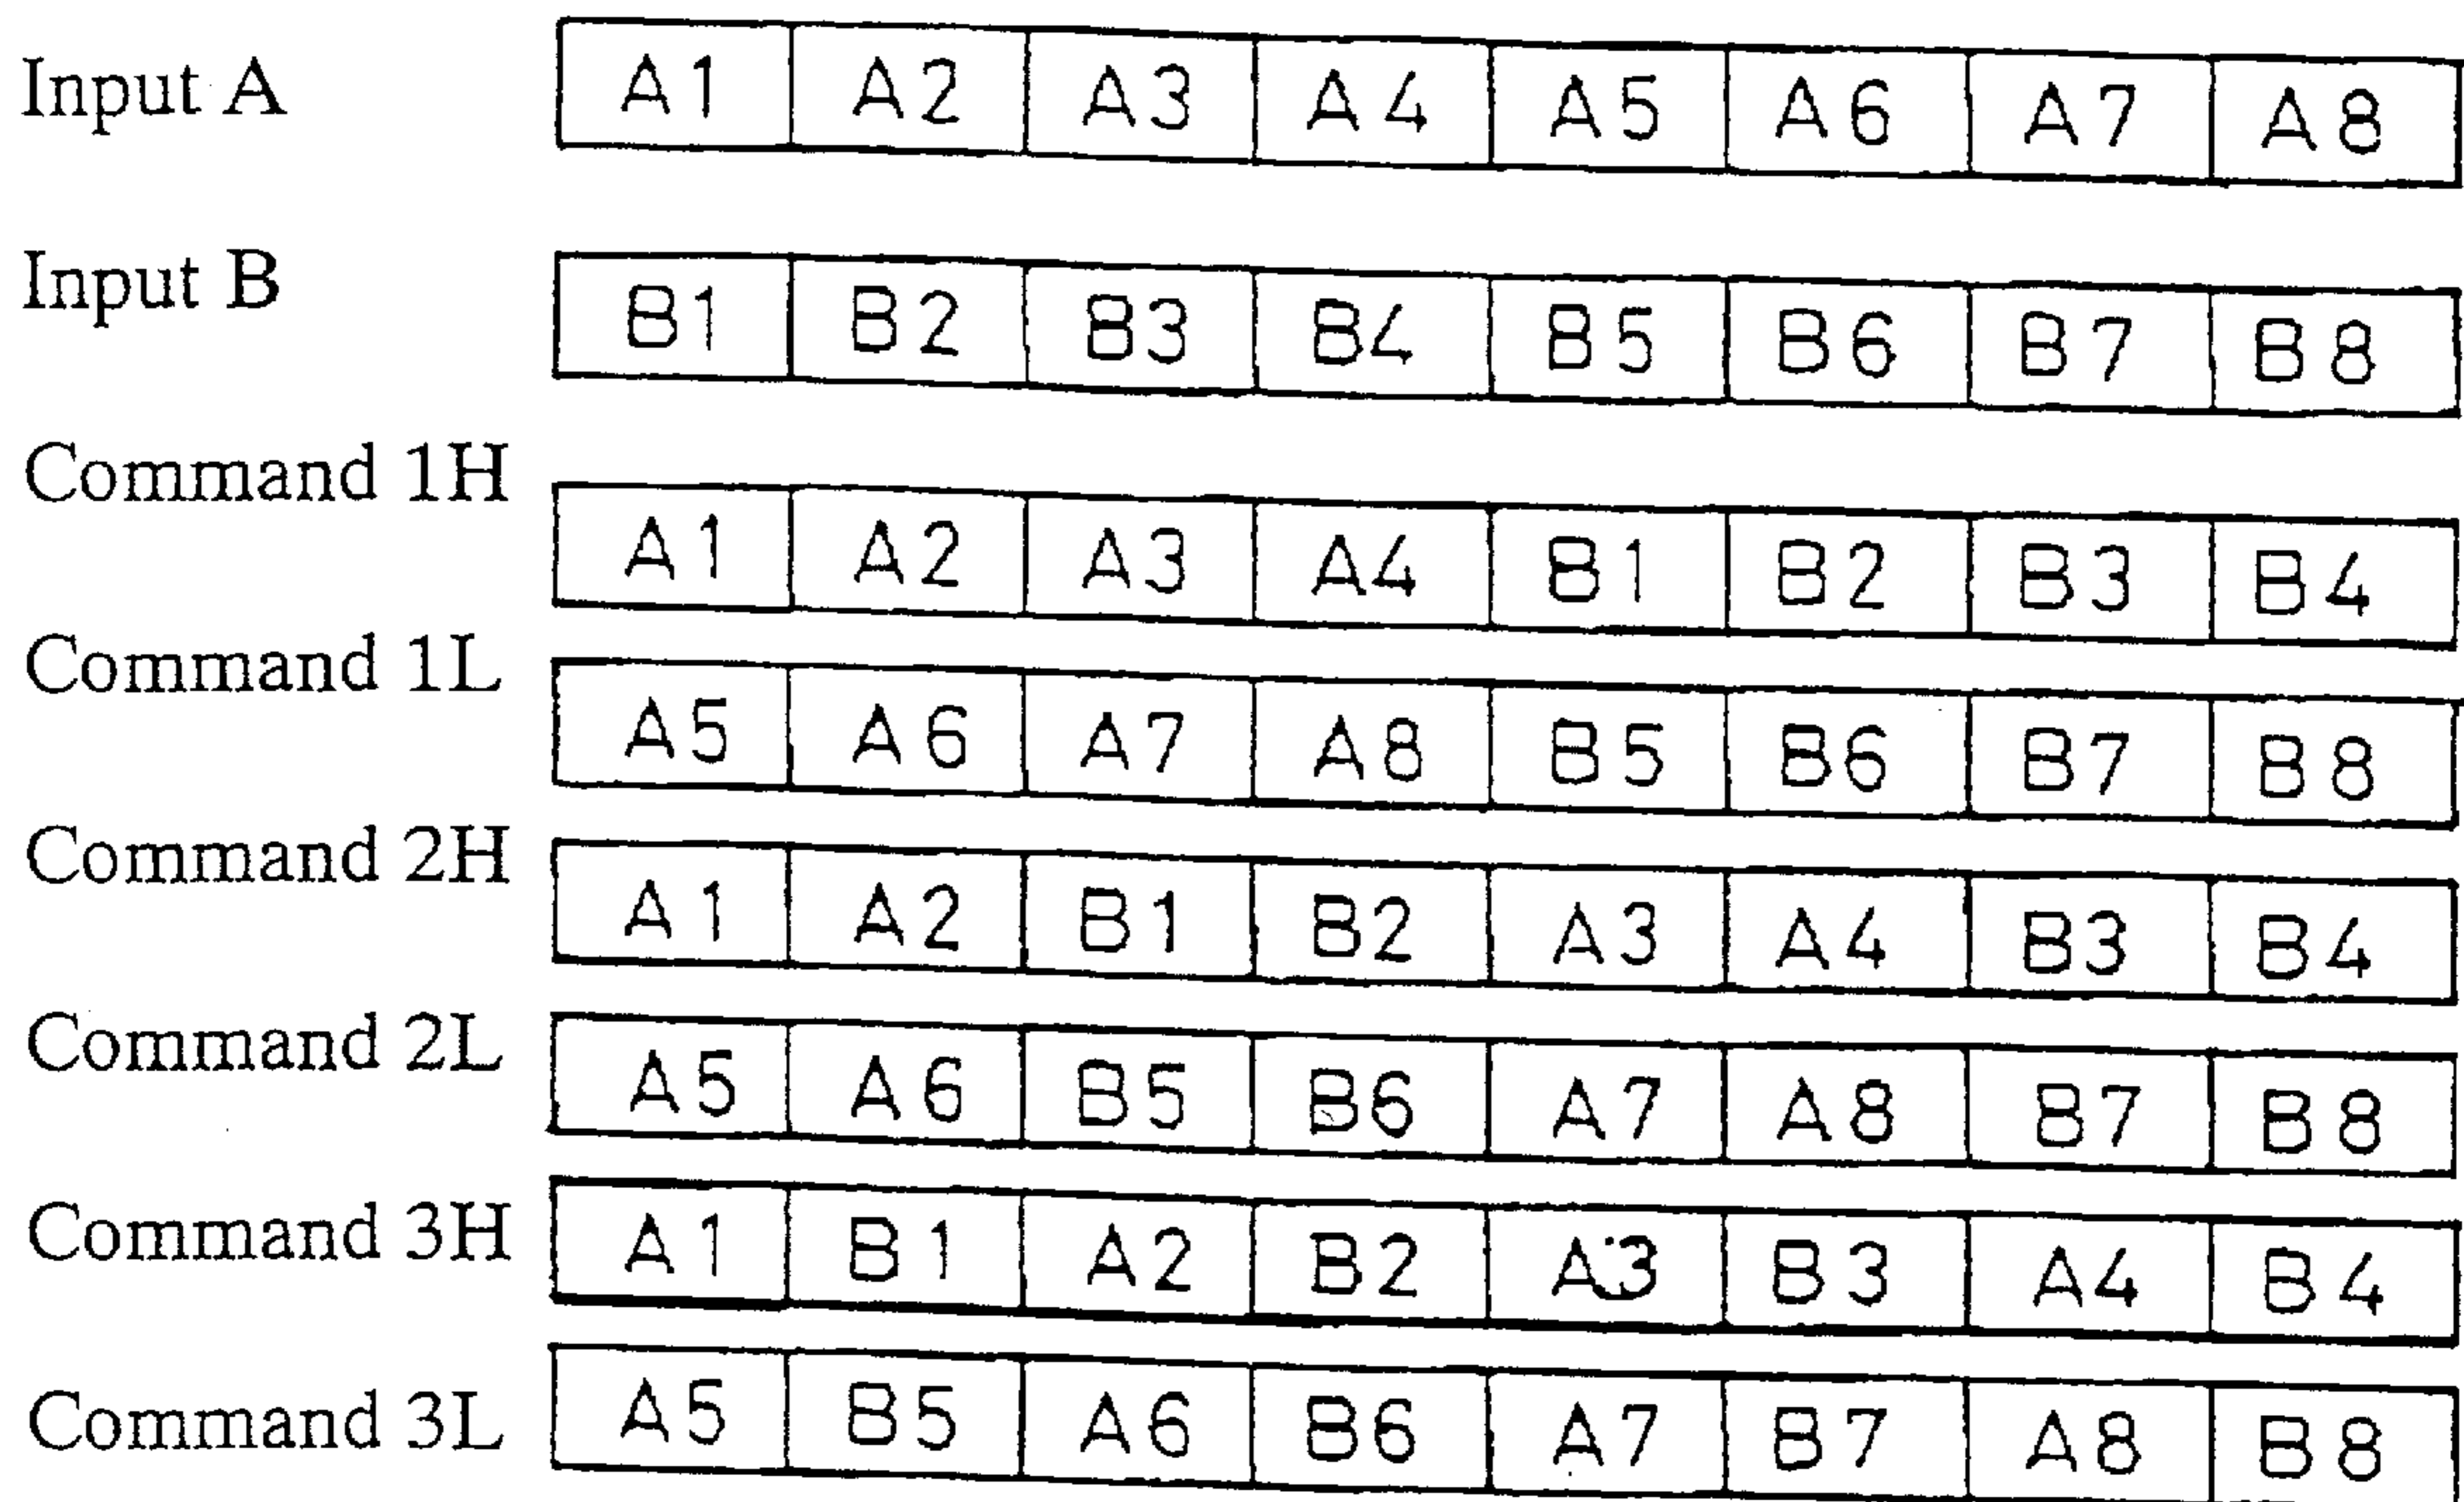 Input A A1 A2 A3 A4 A5 A6 A7 A8
Input B B1 B2 B3 B4 B5 B6 B7 B8
Command 1H A1 A2 A3 A4 B1 B2 B3 B4
Command 1L A5 A6 A7 A8 B5 B6 B7 B8
Command 2H A1 A2 B1 B2 A3 A4 B3 B4
Command 2L A5 A6 B5 B6 A7 A8 B7 B8
Command 3H A1 B1 A2 B2 A3 B3 A4 B4
Command 3L A5 B5 A6 B6 A7 B7 A8 B8